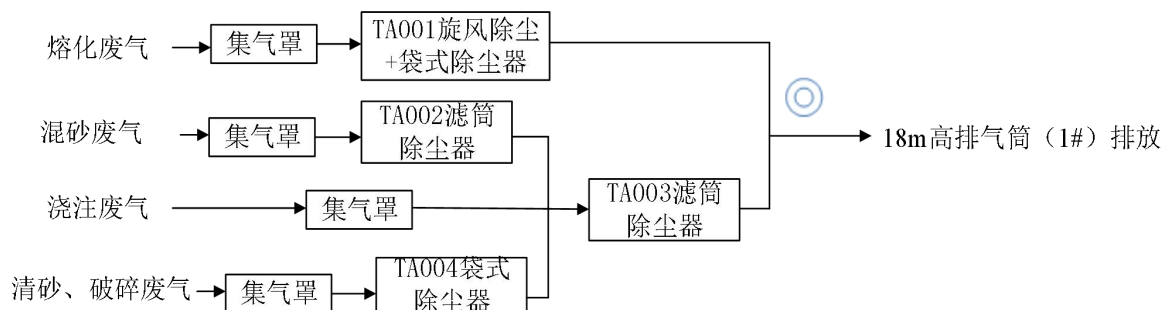 熔化废气
集气罩
TA001旋风除尘
+袋式除尘器
混砂废气
集气罩
TA002滤筒
除尘器
18m高排气筒（1#）排放
浇注废气
集气罩
TA003滤筒
除尘器
清砂、破碎废气
集气罩
TA004袋式
除尘器